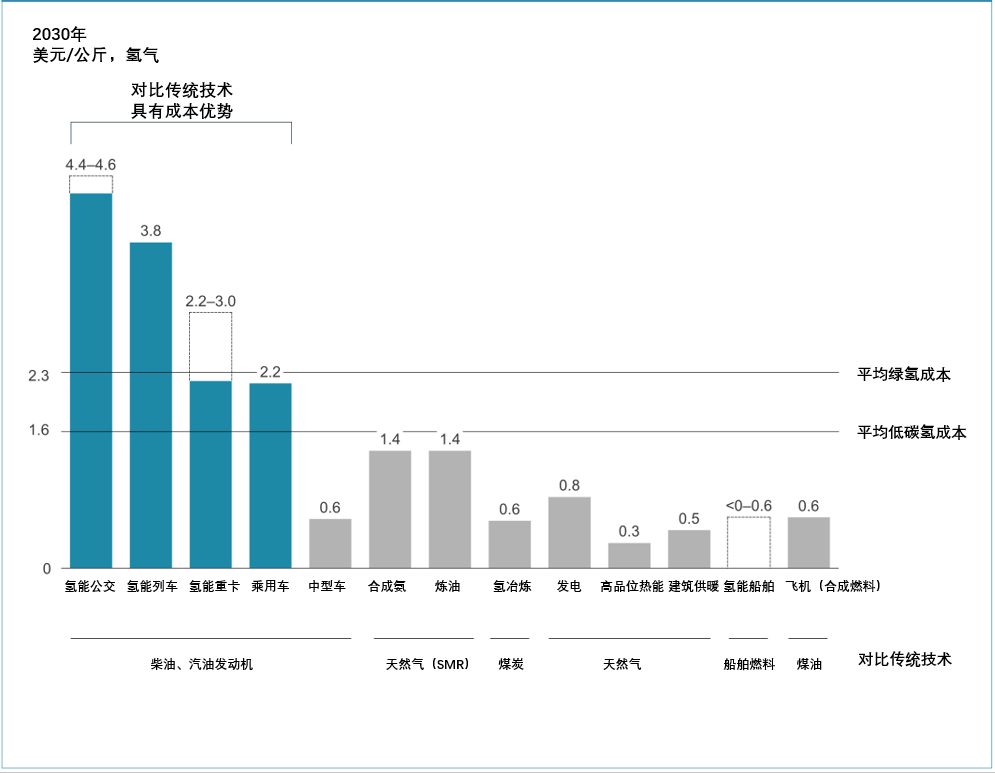 2030年
美元/公斤，氢气
对比传统技术
具有成本优势
4.4–4.6
3.8
2.2–3.0
2.2
2.3
平均绿氢成本
1.6
平均低碳氢成本
1.4
1.4
0.6
0.6
0.8
0.3
0.5
<0–0.6
0.6
0
氢能公交
氢能列车
氢能重卡
乘用车
中型车
合成氨
炼油
氢冶炼
发电
高品位热能
建筑供暖
氢能船舶
飞机（合成燃料）
柴油、汽油发动机
天然气（SMR）
煤炭
天然气
船舶燃料
煤油
对比传统技术